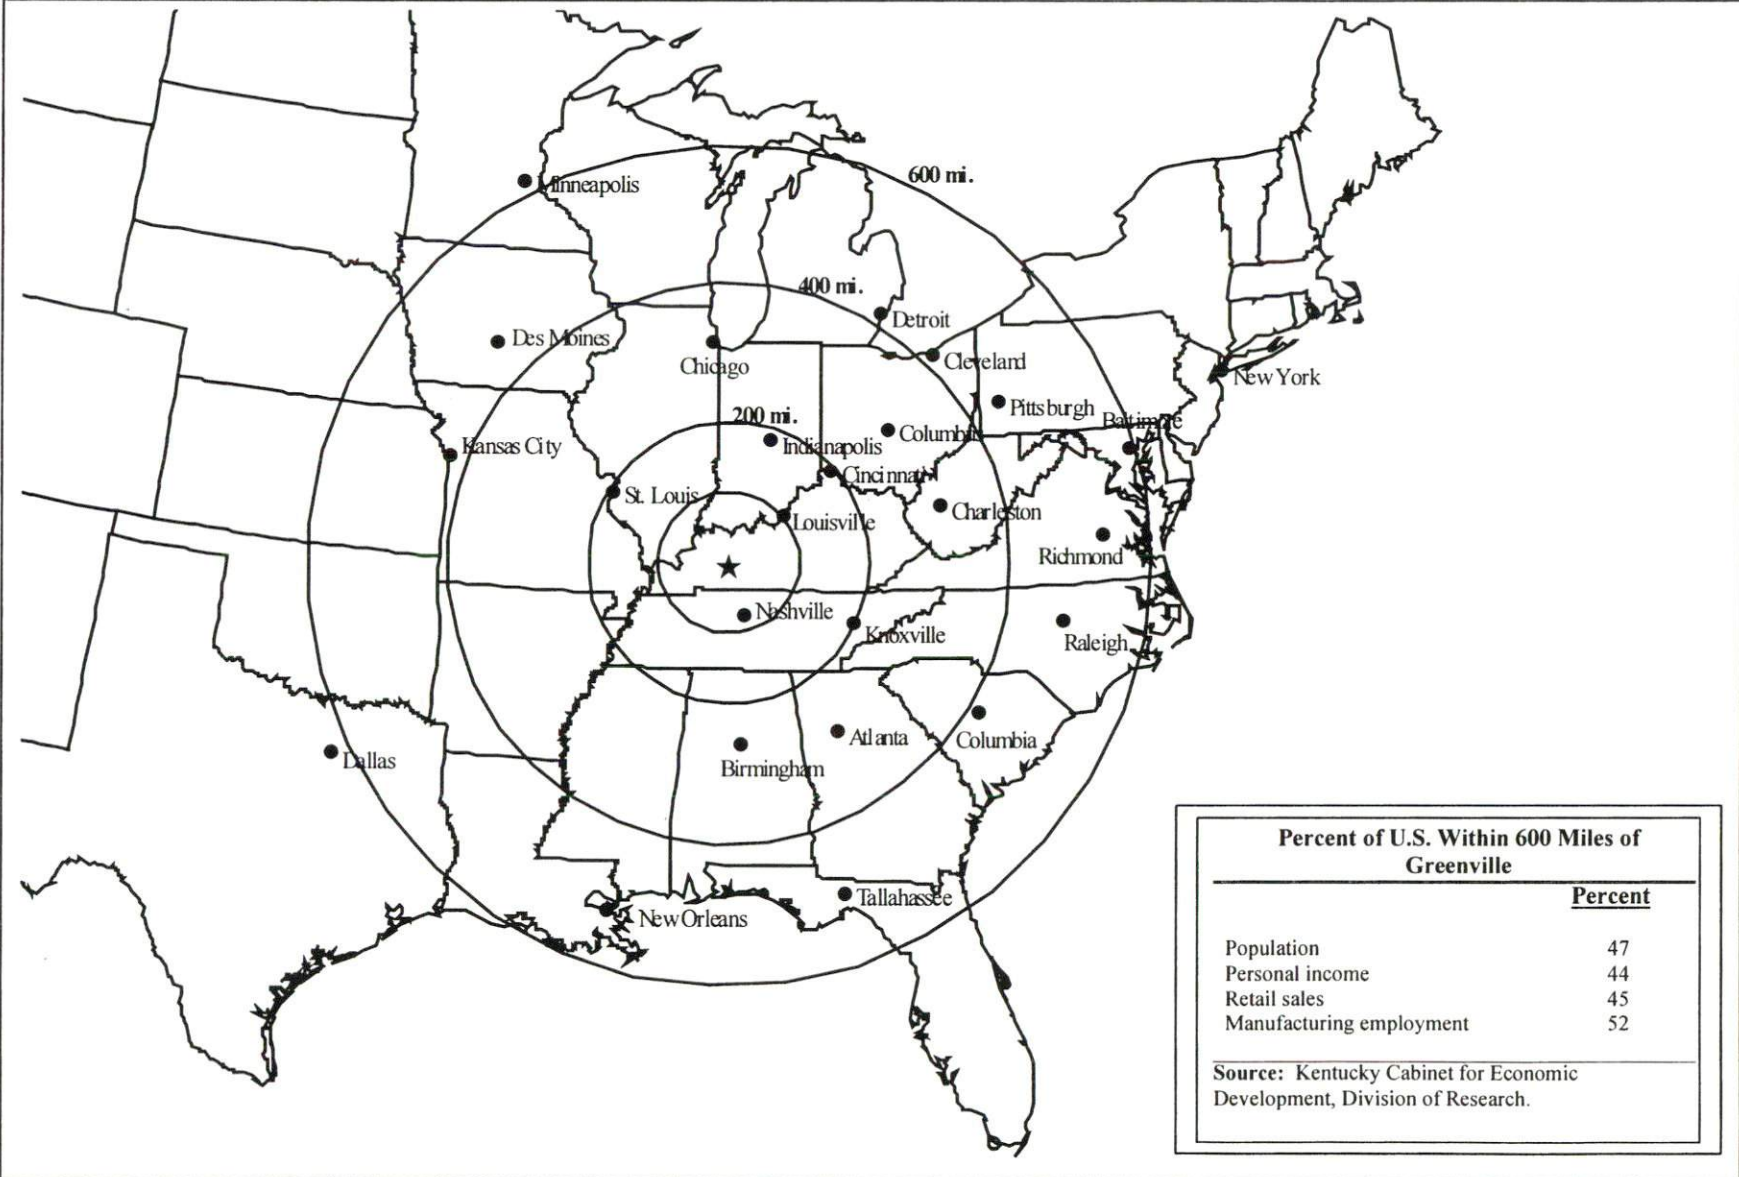 600 mi.
Minneapolis
400 mi.
Detroit
Des Moines
Chicago
Cleveland
New York
200 mi.
Pittsburgh
Baltimore
Columbus
Kansas City
Indianapolis
Cincinnati
St. Louis
Charleston
Louisville
Richmond
Nashville
Knoxville
Raleigh
Atlanta
Columbia
Dallas
Birmingham
Tallahassee
New Orleans
Percent of U.S. Within 600 Miles of
Greenville
Percent
Population 47
Personal income 44
Retail sales 45
Manufacturing employment 52
Source: Kentucky Cabinet for Economic
Development, Division of Research.